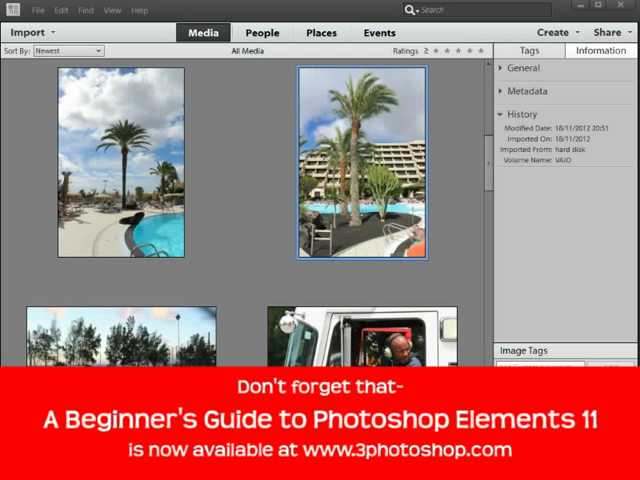 File Edit Find View Help
Search
Import Media People Places Events Create Share
Sort By: Newest All Media Ratings ≥ Tags Information
General
Metadata
History
Modified Date: 18/11/2012 20:51
Imported On: 18/11/2012
Imported From: hard disk
Volume Name: VAIO
Image Tags
Don't forget that-
A Beginner's Guide to Photoshop Elements 11
is now available at www.3photoshop.com